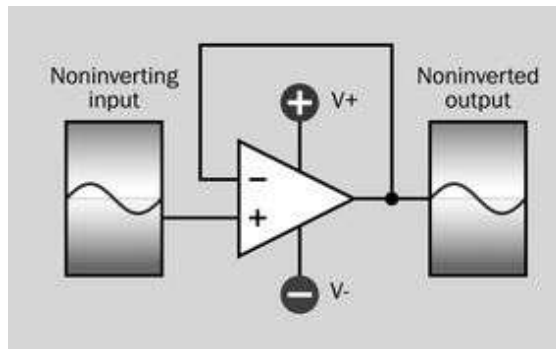 Noninverting
input
Noninverted
output
+
V+
−
+
−
V-